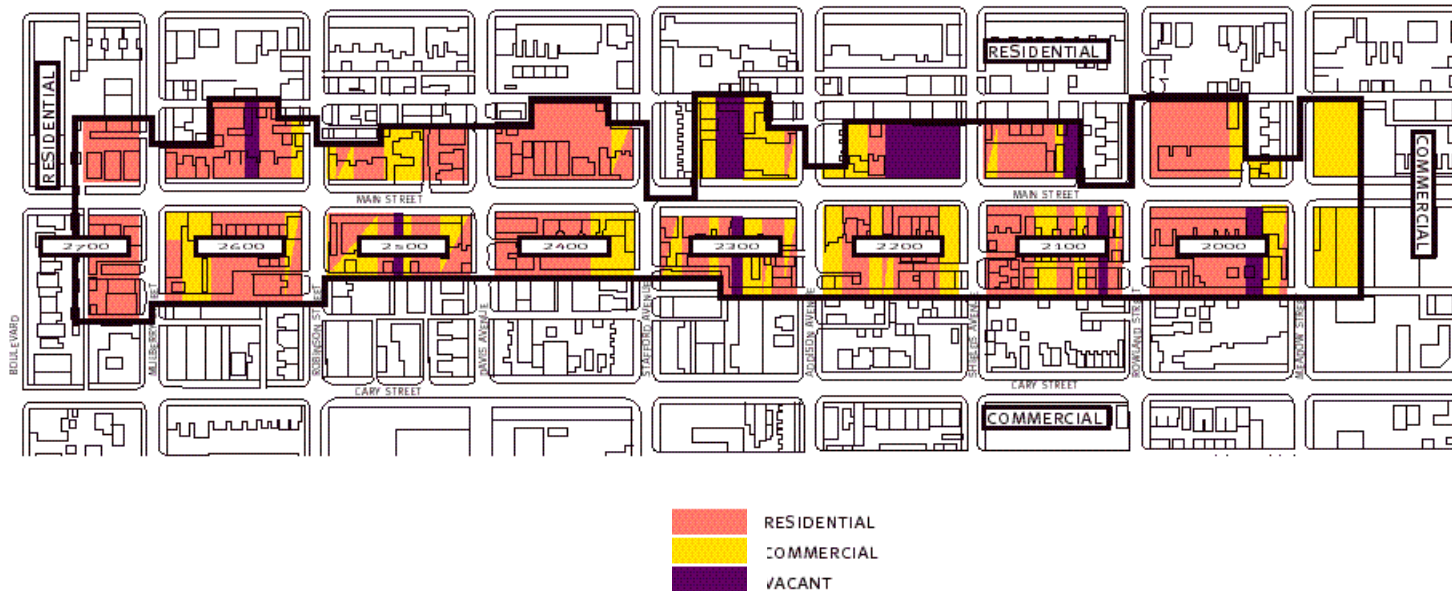 RESIDENTIAL
RESIDENTIAL
COMMERCIAL
MAIN STREET
MAIN STREET
2700
2600
2500
2400
2300
2200
2100
2000
BOULEVARD
MULBERRY STREET
ROBINSON STREET
DAVIS AVENUE
STAFFORD AVENUE
ADDISON AVENUE
SHIELDS AVENUE
ROWLAND STREET
MEADOW STREET
CARY STREET
CARY STREET
COMMERCIAL
RESIDENTIAL
COMMERCIAL
VACANT